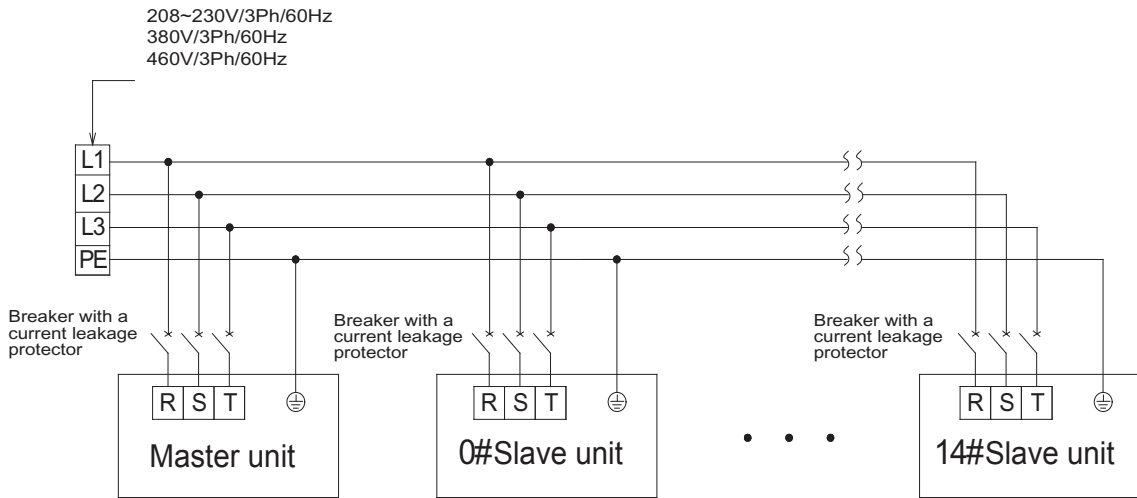 208~230V/3Ph/60Hz
380V/3Ph/60Hz
460V/3Ph/60Hz
L1
L2
L3
PE
Breaker with a
current leakage
protector
Breaker with a
current leakage
protector
Breaker with a
current leakage
protector
R S T
R S T
R S T
Master unit
0#Slave unit
14#Slave unit